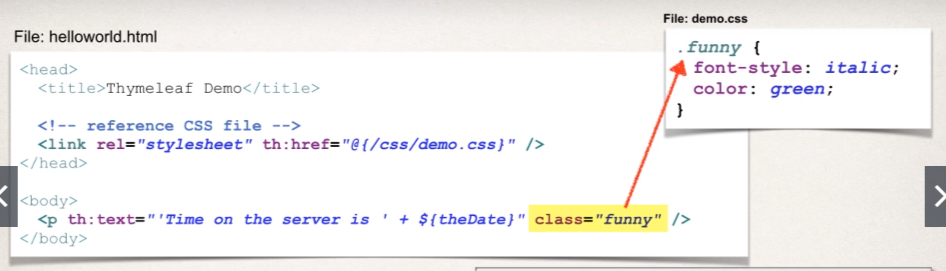 File: helloworld.html
<head>
<title>Thymeleaf Demo</title>
<!-- reference CSS file -->
<link rel="stylesheet" th:href="@{/css/demo.css}" />
</head>
<body>
<p th:text="'Time on the server is ' + ${theDate}" class="funny" />
</body>
File: demo.css
.funny {
font-style: italic;
color: green;
}